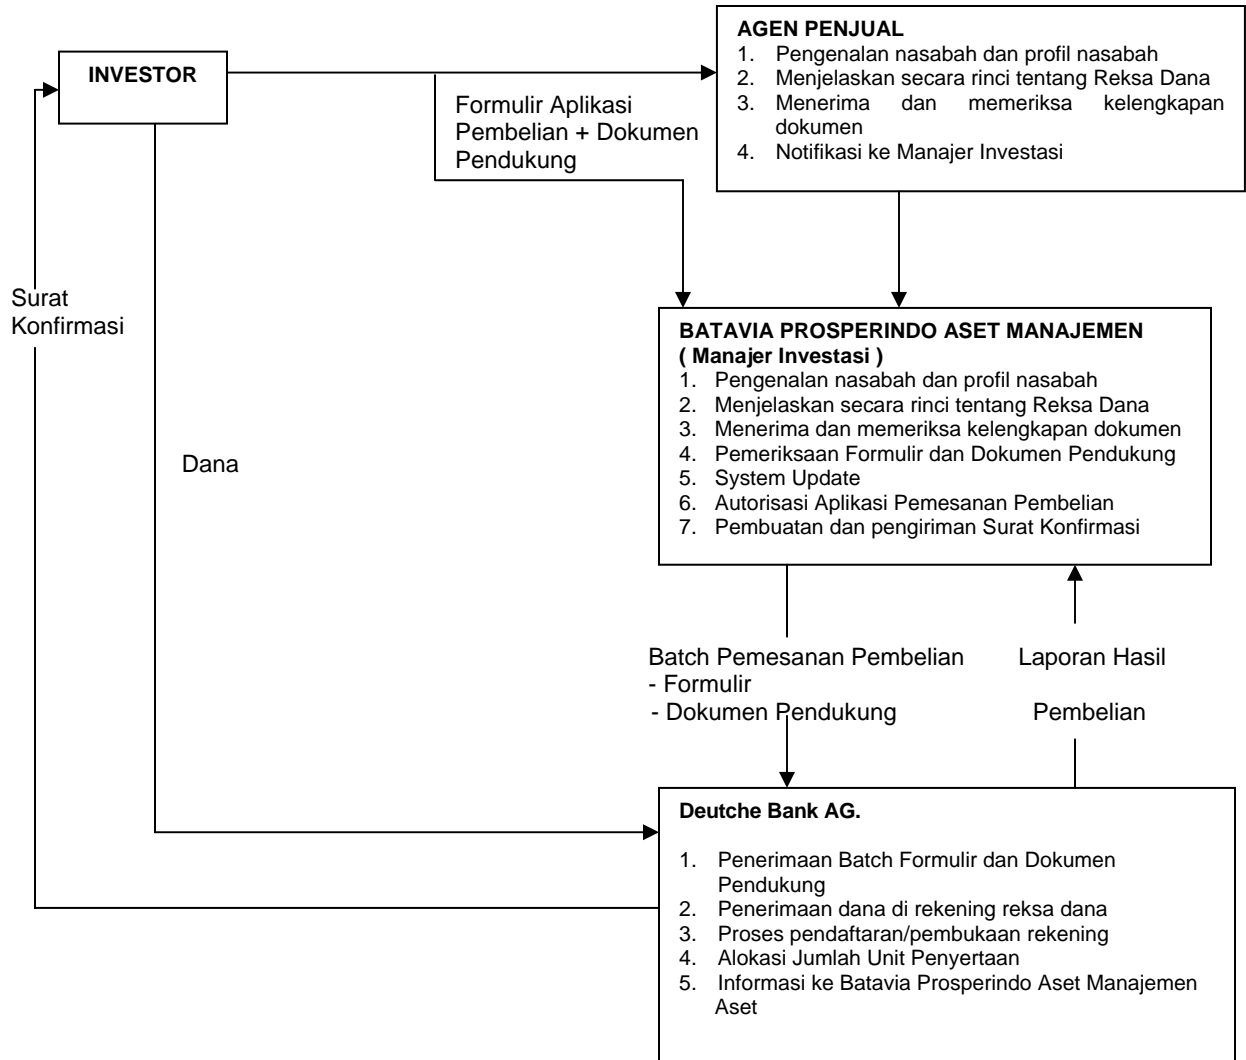 INVESTOR
AGEN PENJUAL
1. Pengenalan nasabah dan profil nasabah
2. Menjelaskan secara rinci tentang Reksa Dana
3. Menerima dan memeriksa kelengkapan
dokumen
4. Notifikasi ke Manajer Investasi
Formulir Aplikasi
Pembelian + Dokumen
Pendukung
Surat
Konfirmasi
BATAVIA PROSPERINDO ASET MANAJEMEN
( Manajer Investasi )
1. Pengenalan nasabah dan profil nasabah
2. Menjelaskan secara rinci tentang Reksa Dana
3. Menerima dan memeriksa kelengkapan dokumen
4. Pemeriksaan Formulir dan Dokumen Pendukung
5. System Update
6. Autorisasi Aplikasi Pemesanan Pembelian
7. Pembuatan dan pengiriman Surat Konfirmasi
Dana
Batch Pemesanan Pembelian
- Formulir
- Dokumen Pendukung
Laporan Hasil
Pembelian
Deutche Bank AG.
1. Penerimaan Batch Formulir dan Dokumen
Pendukung
2. Penerimaan dana di rekening reksa dana
3. Proses pendaftaran/pembukaan rekening
4. Alokasi Jumlah Unit Penyertaan
5. Informasi ke Batavia Prosperindo Aset Manajemen
Aset